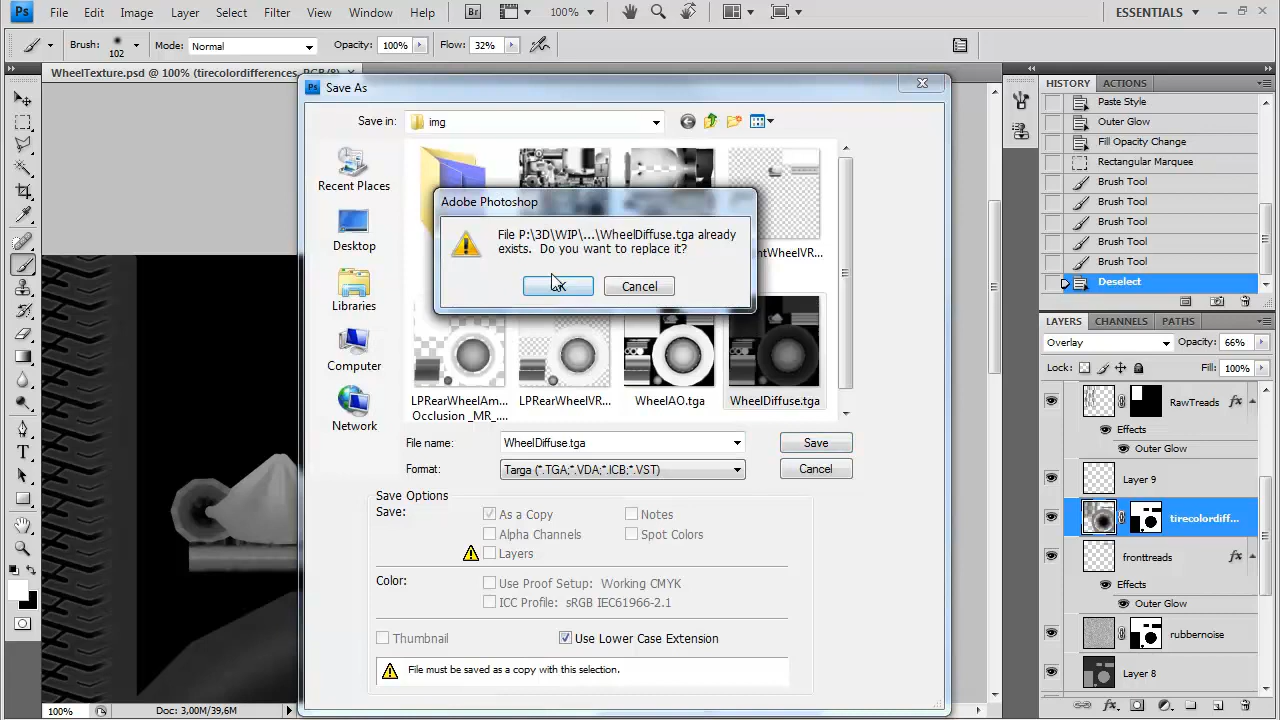 Ps File Edit Image Layer Select Filter View Window Help Br 100% ESSENTIALS
Brush: 102 Mode: Normal Opacity: 100% Flow: 32%
WheelTexture.psd @ 100% (tirecolordifferences, RGB/8)
Ps Save As
Save in: img
Recent Places
Desktop
Libraries
Computer
Network
Adobe Photoshop
File P:\3D\WIP\...\WheelDiffuse.tga already
exists. Do you want to replace it?
Cancel
LPRearWheelAm...
Occlusion _MR_....
LPRearWheelVR...
WheelAO.tga
WheelDiffuse.tga
File name: WheelDiffuse.tga Save
Format: Targa (*.TGA;*.VDA;*.ICB;*.VST) Cancel
Save Options
Save: As a Copy Notes
Alpha Channels Spot Colors
Layers
Color: Use Proof Setup: Working CMYK
ICC Profile: sRGB IEC61966-2.1
Thumbnail Use Lower Case Extension
File must be saved as a copy with this selection.
HISTORY ACTIONS
Paste Style
Outer Glow
Fill Opacity Change
Rectangular Marquee
Brush Tool
Brush Tool
Brush Tool
Brush Tool
Brush Tool
Deselect
LAYERS CHANNELS PATHS
Overlay Opacity: 66%
Lock: Fill: 100%
RawTreads fx
Effects
Outer Glow
Layer 9
tirecolordiff...
fronttreads fx
Effects
Outer Glow
rubbernoise
Layer 8
100% Doc: 3,00M/39,6M